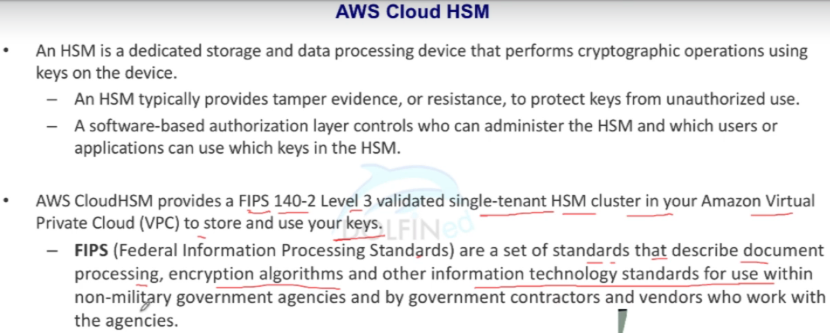 AWS Cloud HSM
• An HSM is a dedicated storage and data processing device that performs cryptographic operations using
keys on the device.
– An HSM typically provides tamper evidence, or resistance, to protect keys from unauthorized use.
– A software-based authorization layer controls who can administer the HSM and which users or
applications can use which keys in the HSM.
• AWS CloudHSM provides a FIPS 140-2 Level 3 validated single-tenant HSM cluster in your Amazon Virtual
Private Cloud (VPC) to store and use your keys.
– FIPS (Federal Information Processing Standards) are a set of standards that describe document
processing, encryption algorithms and other information technology standards for use within
non-military government agencies and by government contractors and vendors who work with
the agencies.